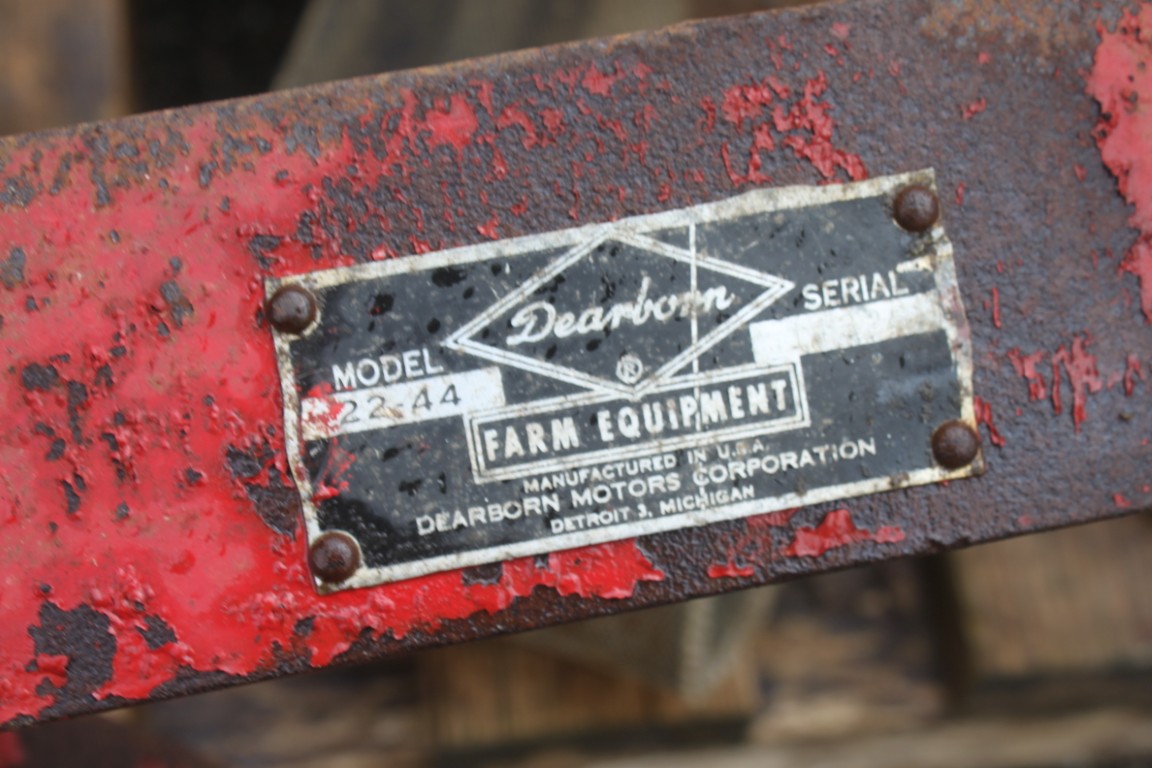 Dearborn
®
MODEL
22-44
SERIAL
FARM EQUIPMENT
MANUFACTURED IN U.S.A.
DEARBORN MOTORS CORPORATION
DETROIT 3, MICHIGAN